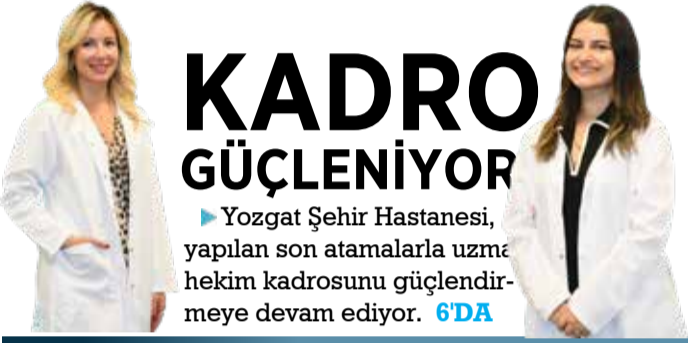 KADRO
GÜÇLENİYOR
Yozgat Şehir Hastanesi,
yapılan son atamalarla uzma
hekim kadrosunu güçlendir-
meye devam ediyor. 6'DA